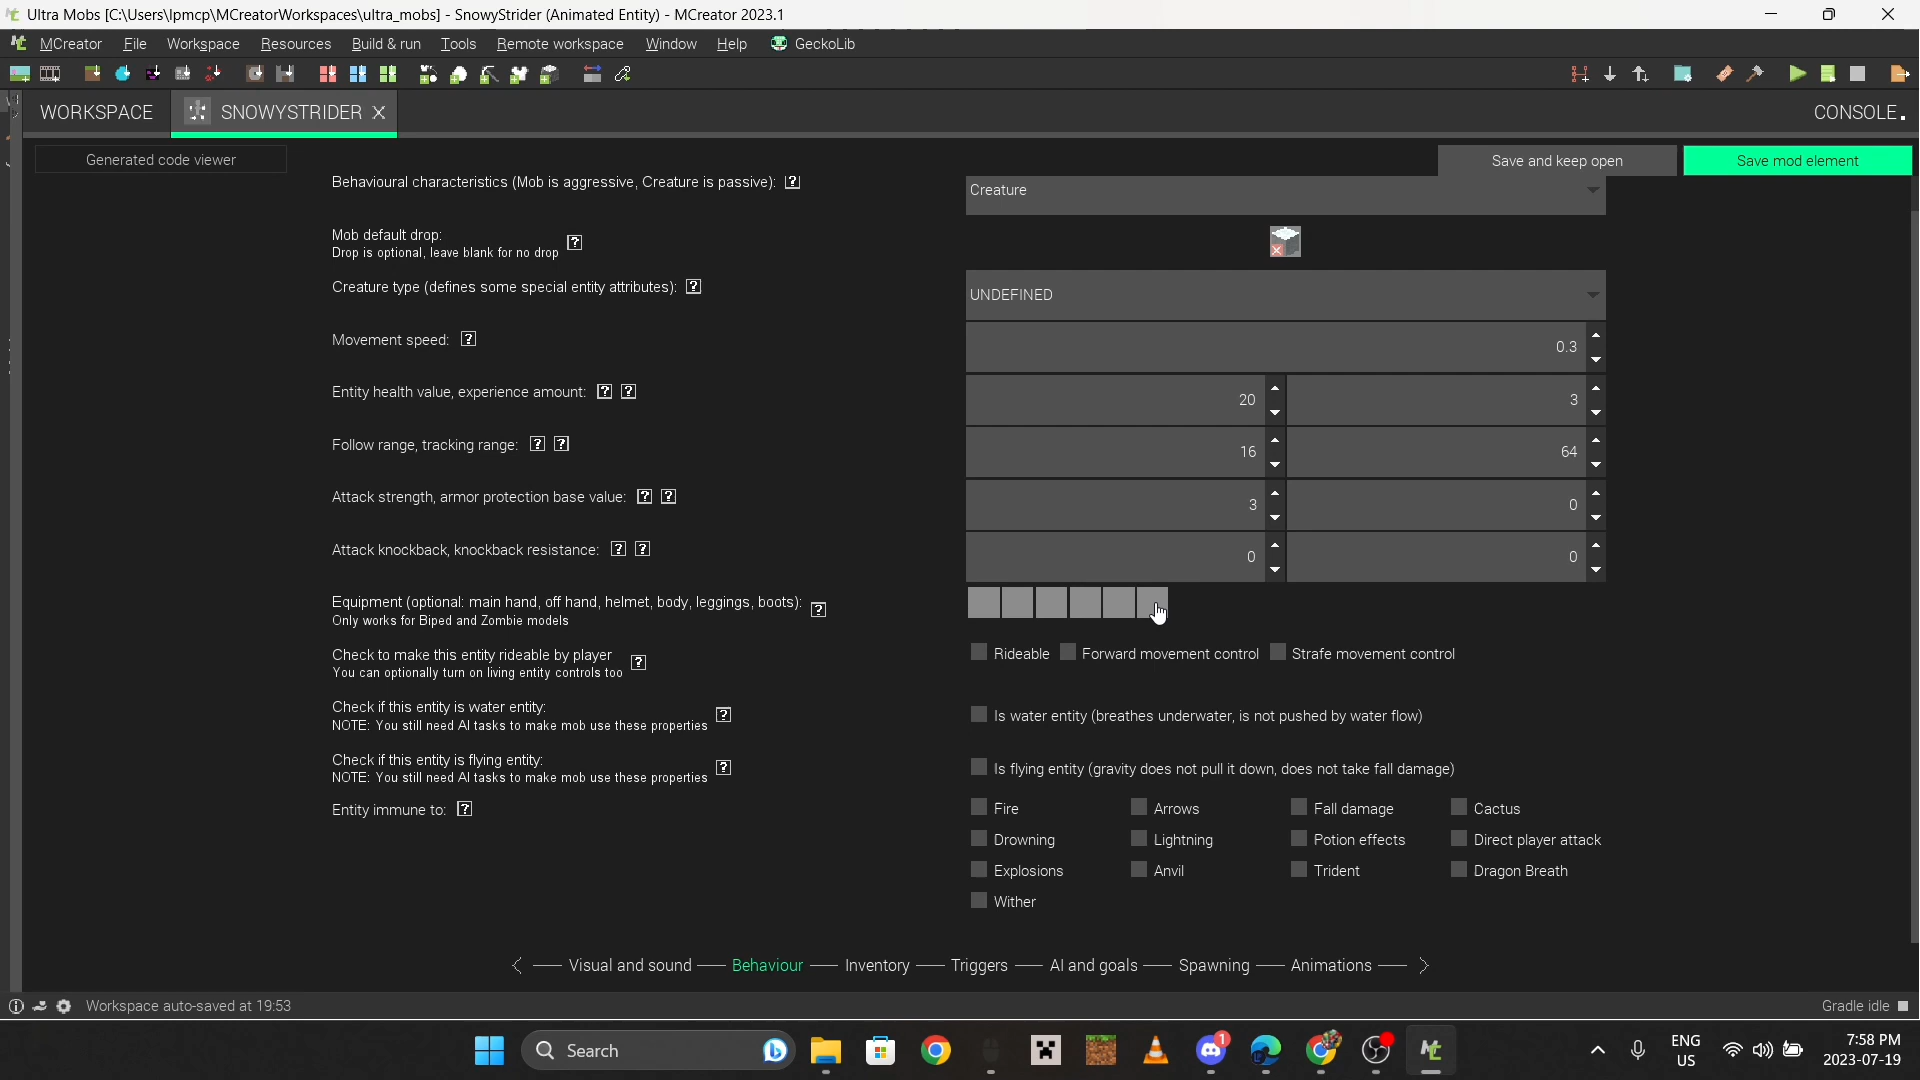 Ultra Mobs [C:\Users\lpmcp\MCreatorWorkspaces\ultra_mobs] - SnowyStrider (Animated Entity) - MCreator 2023.1
MCreator File Workspace Resources Build & run Tools Remote workspace Window Help GeckoLib
WORKSPACE SNOWYSTRIDER CONSOLE
Generated code viewer Save and keep open Save mod element
Behavioural characteristics (Mob is aggressive, Creature is passive): [?] Creature
Mob default drop:
Drop is optional, leave blank for no drop [?]
Creature type (defines some special entity attributes): [?] UNDEFINED
Movement speed: [?] 0.3
Entity health value, experience amount: [?] [?] 20 3
Follow range, tracking range: [?] [?] 16 64
Attack strength, armor protection base value: [?] [?] 3 0
Attack knockback, knockback resistance: [?] [?] 0 0
Equipment (optional: main hand, off hand, helmet, body, leggings, boots): [?]
Only works for Biped and Zombie models
Check to make this entity rideable by player [?] Rideable Forward movement control Strafe movement control
You can optionally turn on living entity controls too
Check if this entity is water entity: [?] Is water entity (breathes underwater, is not pushed by water flow)
NOTE: You still need AI tasks to make mob use these properties
Check if this entity is flying entity: [?] Is flying entity (gravity does not pull it down, does not take fall damage)
NOTE: You still need AI tasks to make mob use these properties
Entity immune to: [?] Fire Arrows Fall damage Cactus
Drowning Lightning Potion effects Direct player attack
Explosions Anvil Trident Dragon Breath
Wither
Visual and sound Behaviour Inventory Triggers AI and goals Spawning Animations
Workspace auto-saved at 19:53 Gradle idle
Search 1 ENG
US 7:58 PM
2023-07-19